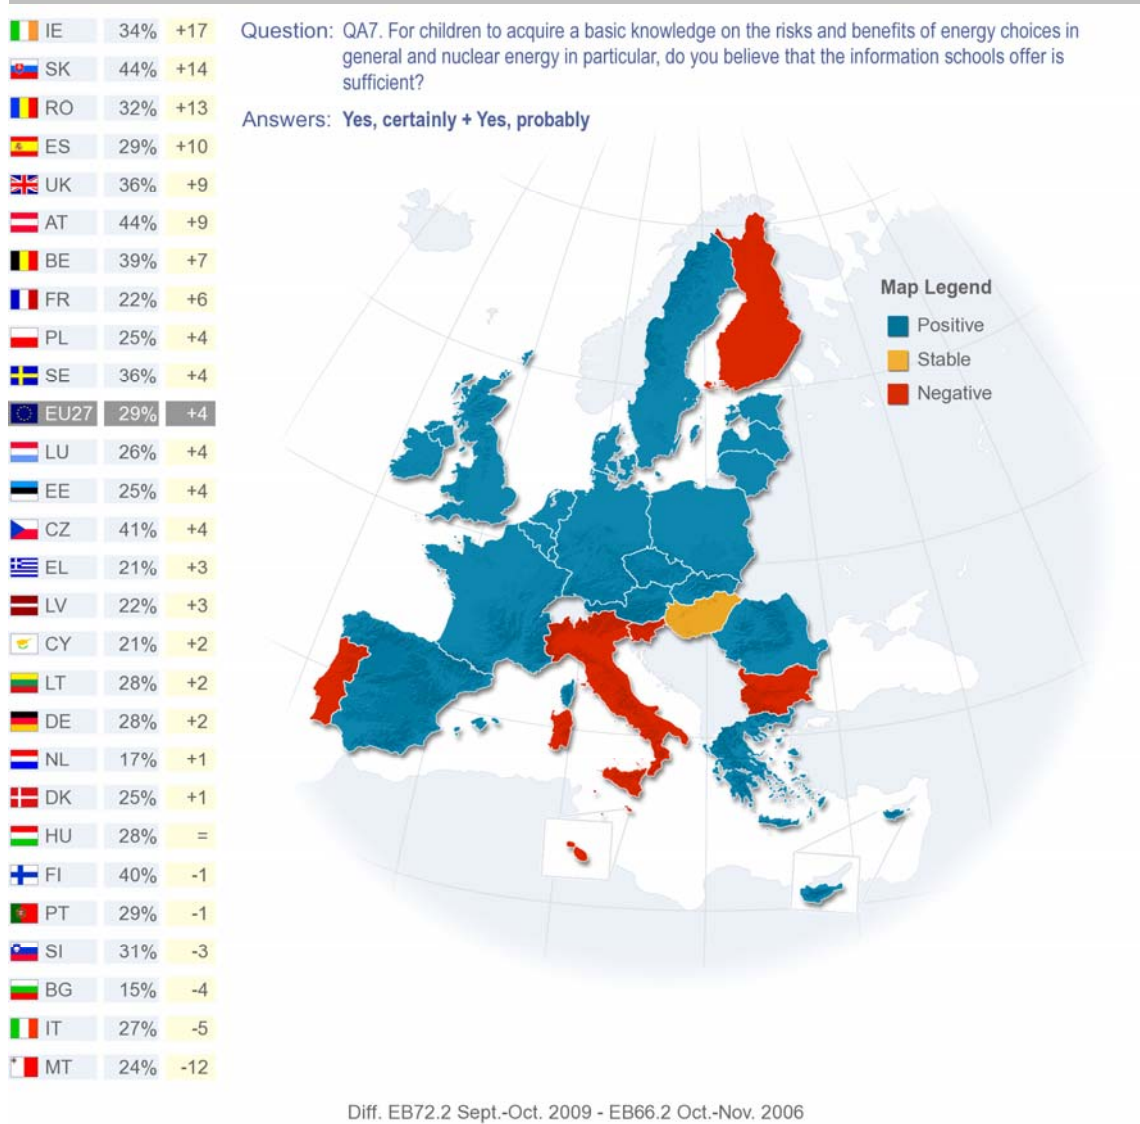 IE 34% +17
SK 44% +14
RO 32% +13
ES 29% +10
UK 36% +9
AT 44% +9
BE 39% +7
FR 22% +6
PL 25% +4
SE 36% +4
EU27 29% +4
LU 26% +4
EE 25% +4
CZ 41% +4
EL 21% +3
LV 22% +3
CY 21% +2
LT 28% +2
DE 28% +2
NL 17% +1
DK 25% +1
HU 28% =
FI 40% -1
PT 29% -1
SI 31% -3
BG 15% -4
IT 27% -5
MT 24% -12
Question: QA7. For children to acquire a basic knowledge on the risks and benefits of energy choices in
general and nuclear energy in particular, do you believe that the information schools offer is
sufficient?
Answers: Yes, certainly + Yes, probably
Map Legend
Positive
Stable
Negative
Diff. EB72.2 Sept.-Oct. 2009 - EB66.2 Oct.-Nov. 2006